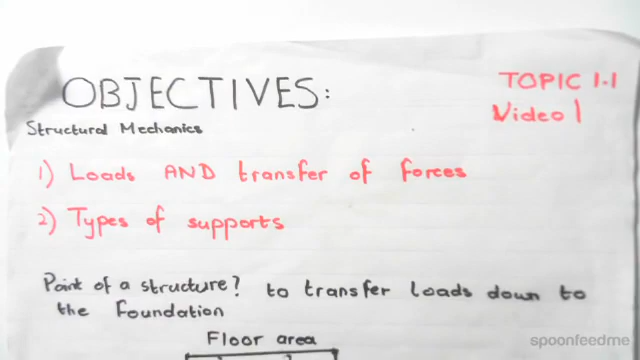 OBJECTIVES:
TOPIC 1.1
Video 1
Structural Mechanics
1) Loads AND transfer of forces
2) Types of supports
Point of a structure? to transfer loads down to
the foundation
Floor area
spoonfeedme